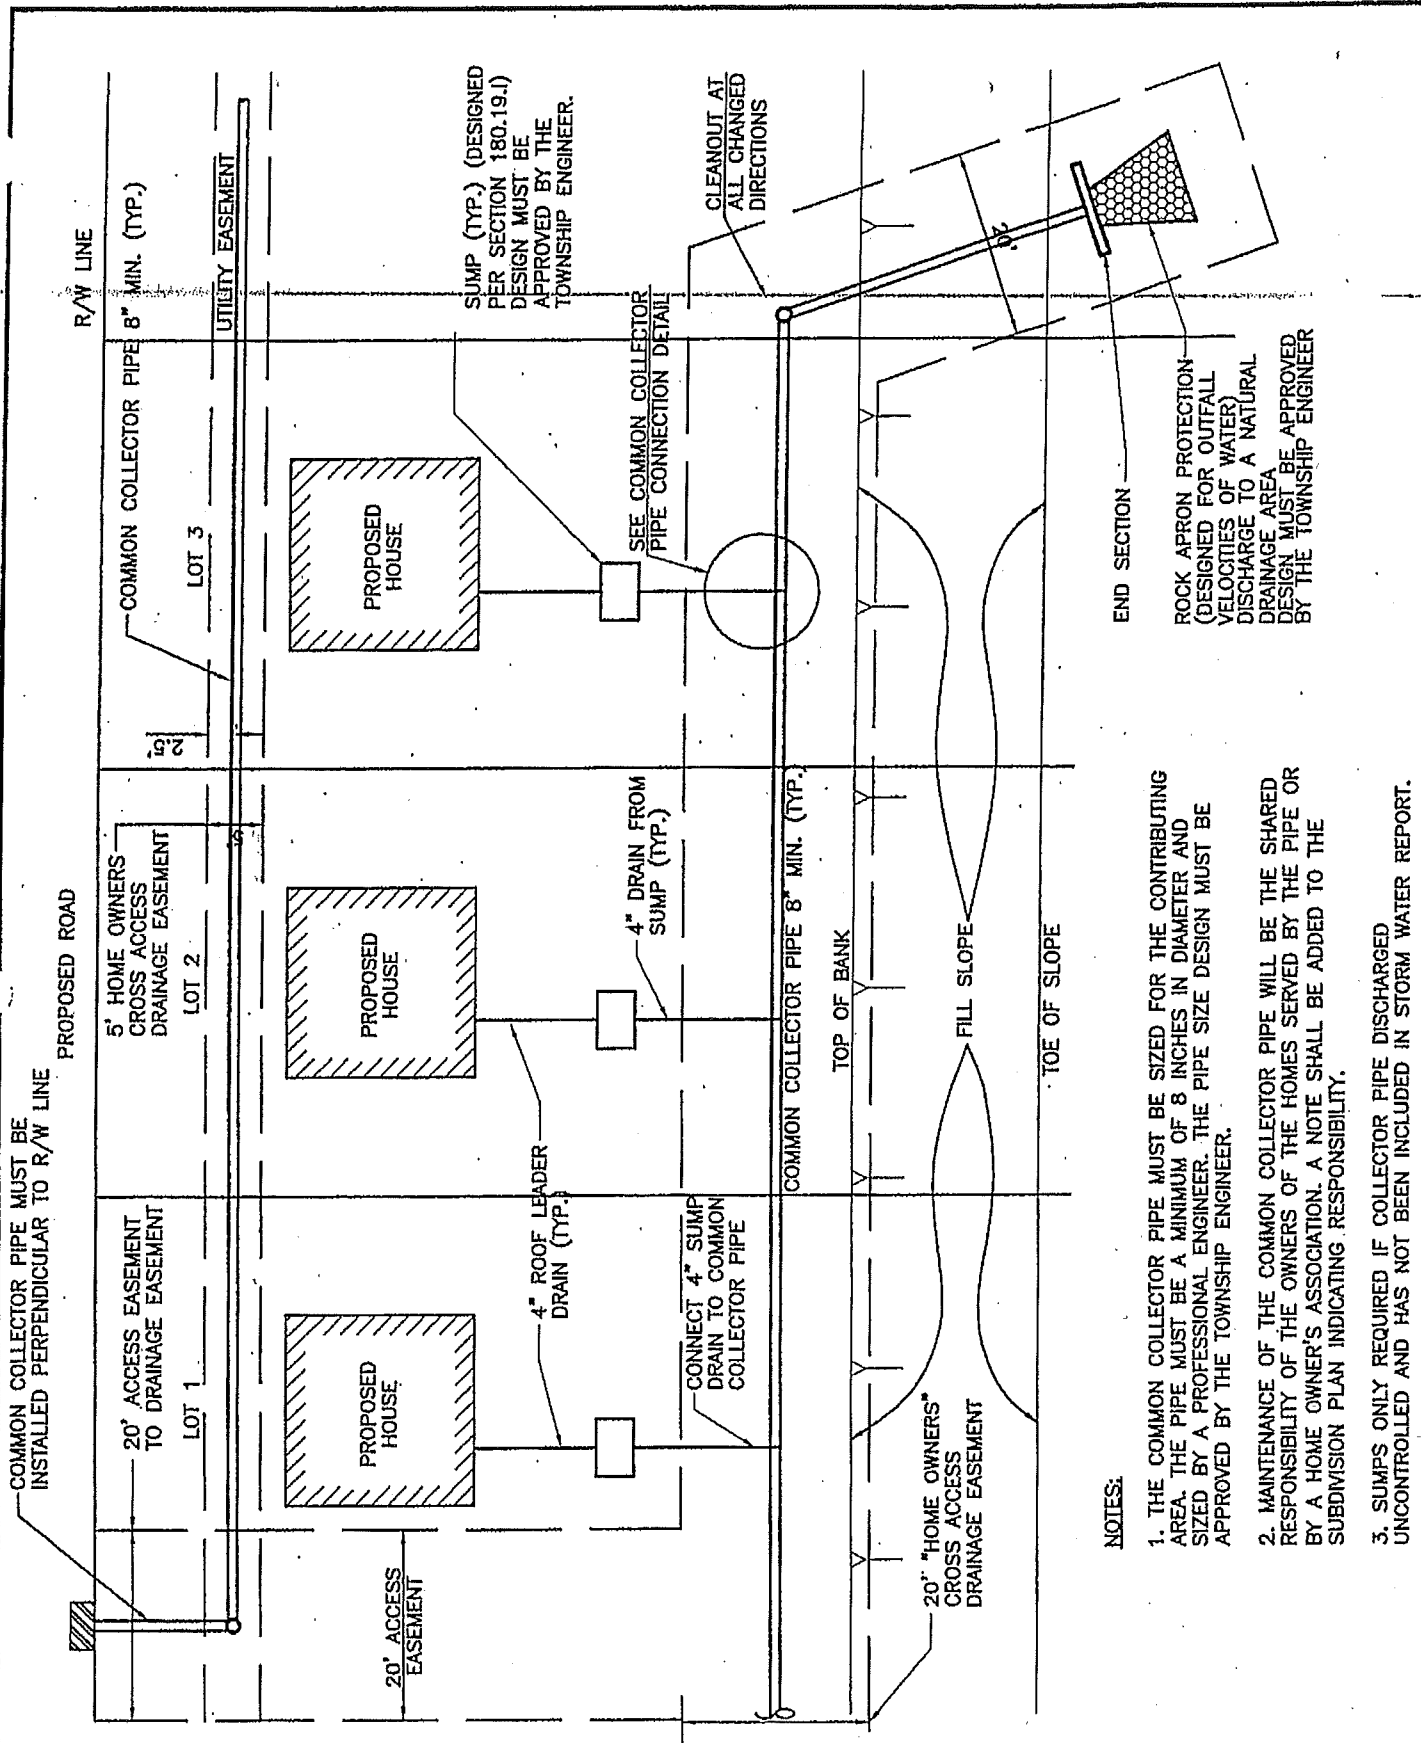 COMMON COLLECTOR PIPE MUST BE
INSTALLED PERPENDICULAR TO R/W LINE
PROPOSED ROAD
R/W LINE
20' ACCESS EASEMENT
TO DRAINAGE EASEMENT
LOT 1
5' HOME OWNERS
CROSS ACCESS
DRAINAGE EASEMENT
LOT 2
5'
2.5'
COMMON COLLECTOR PIPE 8" MIN. (TYP.)
LOT 3
UTILITY EASEMENT
PROPOSED
HOUSE
PROPOSED
HOUSE
PROPOSED
HOUSE
20' ACCESS
EASEMENT
4" ROOF LEADER
DRAIN (TYP.)
4" DRAIN FROM
SUMP (TYP.)
SUMP (TYP.) (DESIGNED
PER SECTION 180.19.I)
DESIGN MUST BE
APPROVED BY THE
TOWNSHIP ENGINEER.
CONNECT 4" SUMP
DRAIN TO COMMON
COLLECTOR PIPE
SEE COMMON COLLECTOR
PIPE CONNECTION DETAIL
CLEANOUT AT
ALL CHANGED
DIRECTIONS
COMMON COLLECTOR PIPE 8" MIN. (TYP.)
TOP OF BANK
20' "HOME OWNERS"
CROSS ACCESS
DRAINAGE EASEMENT
FILL SLOPE
TOE OF SLOPE
20'
END SECTION
ROCK APRON PROTECTION
(DESIGNED FOR OUTFALL
VELOCITIES OF WATER)
DISCHARGE TO A NATURAL
DRAINAGE AREA
DESIGN MUST BE APPROVED
BY THE TOWNSHIP ENGINEER
NOTES:
1. THE COMMON COLLECTOR PIPE MUST BE SIZED FOR THE CONTRIBUTING
AREA. THE PIPE MUST BE A MINIMUM OF 8 INCHES IN DIAMETER AND
SIZED BY A PROFESSIONAL ENGINEER. THE PIPE SIZE DESIGN MUST BE
APPROVED BY THE TOWNSHIP ENGINEER.
2. MAINTENANCE OF THE COMMON COLLECTOR PIPE WILL BE THE SHARED
RESPONSIBILITY OF THE OWNERS OF THE HOMES SERVED BY THE PIPE OR
BY A HOME OWNER'S ASSOCIATION. A NOTE SHALL BE ADDED TO THE
SUBDIVISION PLAN INDICATING RESPONSIBILITY.
3. SUMPS ONLY REQUIRED IF COLLECTOR PIPE DISCHARGED
UNCONTROLLED AND HAS NOT BEEN INCLUDED IN STORM WATER REPORT.